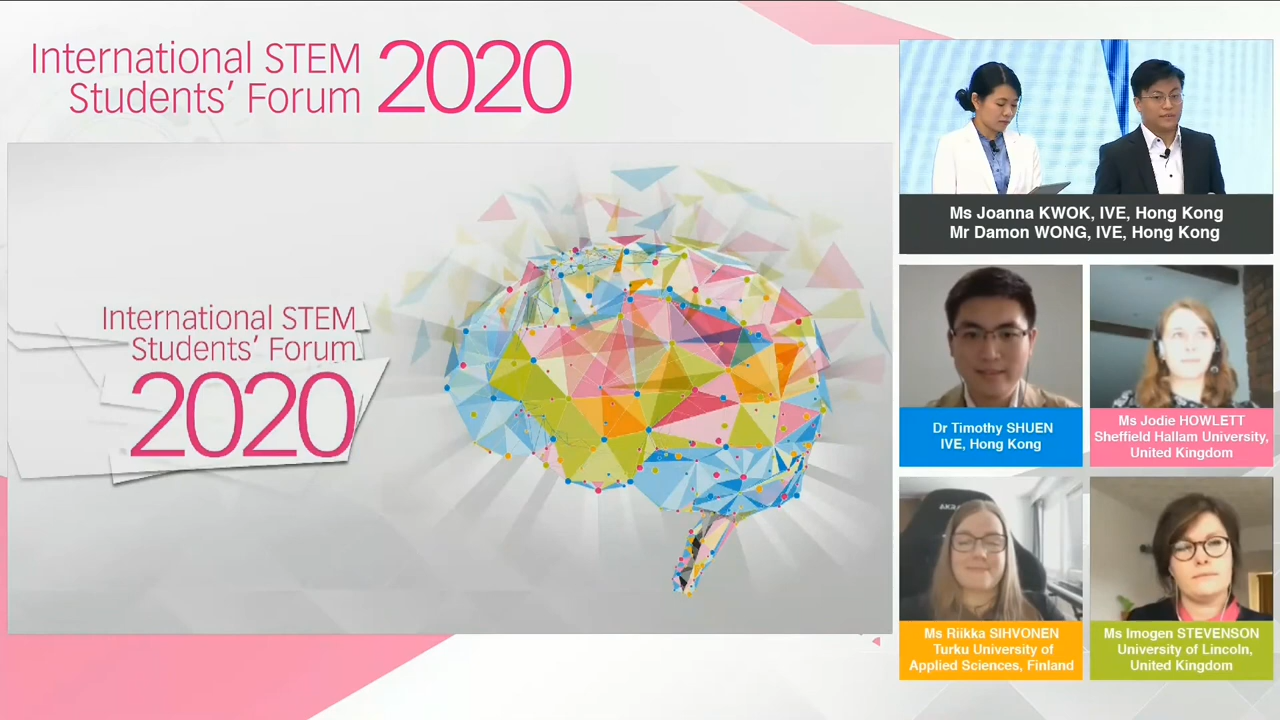 International STEM
Students' Forum
2020
International STEM
Students' Forum
2020
Ms Joanna KWOK, IVE, Hong Kong
Mr Damon WONG, IVE, Hong Kong
Dr Timothy SHUEN
IVE, Hong Kong
Ms Jodie HOWLETT
Sheffield Hallam University,
United Kingdom
Ms Riikka SIHVONEN
Turku University of
Applied Sciences, Finland
Ms Imogen STEVENSON
University of Lincoln,
United Kingdom